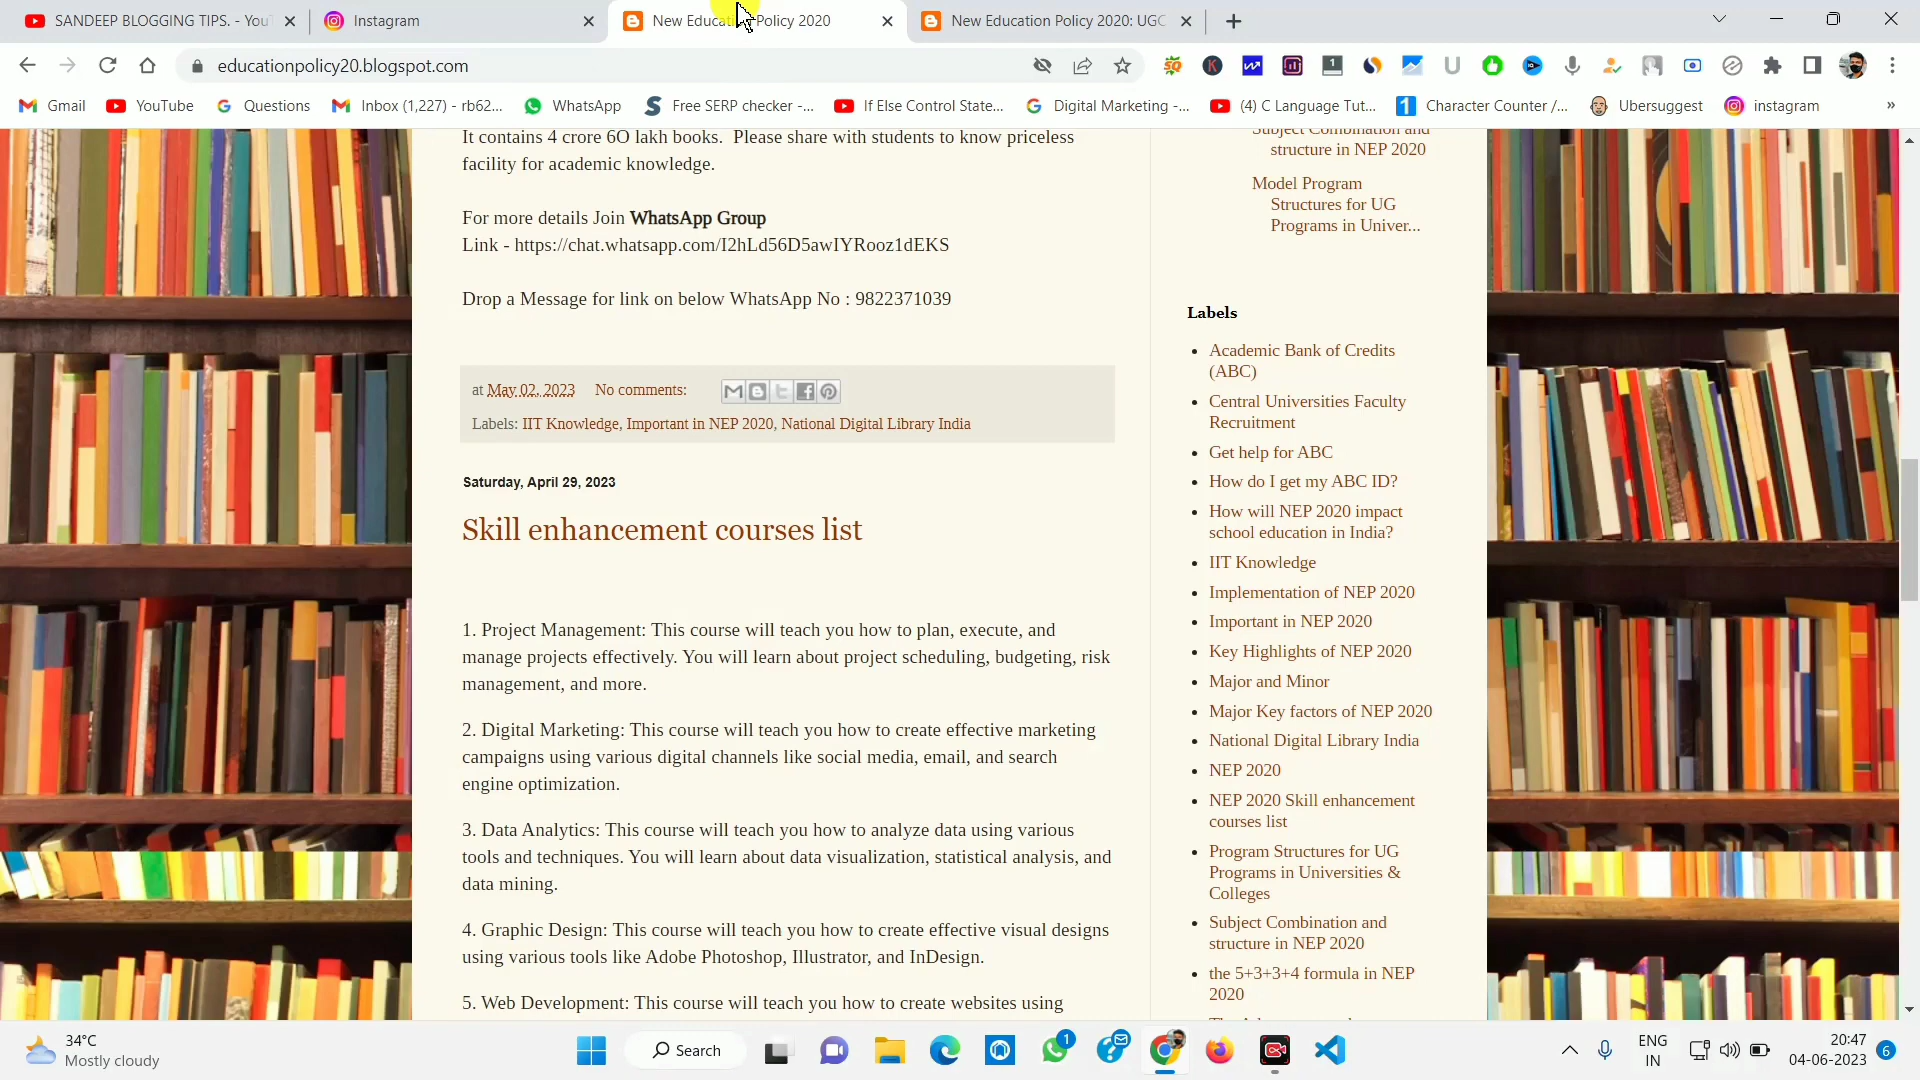 SANDEEP BLOGGING TIPS. - You
Instagram
New Education Policy 2020
New Education Policy 2020: UGC
educationpolicy20.blogspot.com
Gmail
YouTube
Questions
Inbox (1,227) - rb62...
WhatsApp
Free SERP checker -...
If Else Control State...
Digital Marketing -...
(4) C Language Tut...
Character Counter /...
Ubersuggest
instagram
»
It contains 4 crore 6O lakh books.  Please share with students to know priceless
facility for academic knowledge.
For more details Join WhatsApp Group
Link - https://chat.whatsapp.com/I2hLd56D5awIYRooz1dEKS
Drop a Message for link on below WhatsApp No : 9822371039
at May 02, 2023 No comments:
Labels: IIT Knowledge, Important in NEP 2020, National Digital Library India
Saturday, April 29, 2023
Skill enhancement courses list
1. Project Management: This course will teach you how to plan, execute, and
manage projects effectively. You will learn about project scheduling, budgeting, risk
management, and more.
2. Digital Marketing: This course will teach you how to create effective marketing
campaigns using various digital channels like social media, email, and search
engine optimization.
3. Data Analytics: This course will teach you how to analyze data using various
tools and techniques. You will learn about data visualization, statistical analysis, and
data mining.
4. Graphic Design: This course will teach you how to create effective visual designs
using various tools like Adobe Photoshop, Illustrator, and InDesign.
5. Web Development: This course will teach you how to create websites using
Subject Combination and
structure in NEP 2020
Model Program
Structures for UG
Programs in Univer...
Labels
Academic Bank of Credits
(ABC)
Central Universities Faculty
Recruitment
Get help for ABC
How do I get my ABC ID?
How will NEP 2020 impact
school education in India?
IIT Knowledge
Implementation of NEP 2020
Important in NEP 2020
Key Highlights of NEP 2020
Major and Minor
Major Key factors of NEP 2020
National Digital Library India
NEP 2020
NEP 2020 Skill enhancement
courses list
Program Structures for UG
Programs in Universities &
Colleges
Subject Combination and
structure in NEP 2020
the 5+3+3+4 formula in NEP
2020
34°C
Mostly cloudy
Search
1
ENG
IN
20:47
04-06-2023
6